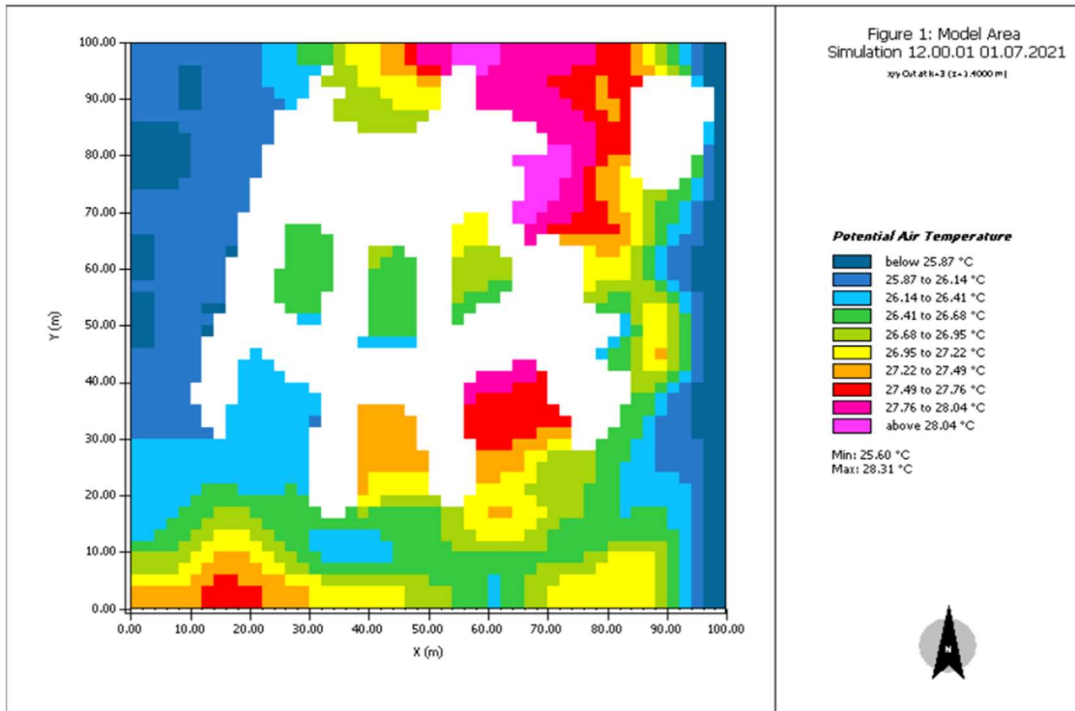 Figure 1: Model Area
Simulation 12.00.01 01.07.2021
x/y Cut at k=3 (z=1.4000 m)
Potential Air Temperature
below 25.87 °C
25.87 to 26.14 °C
26.14 to 26.41 °C
26.41 to 26.68 °C
26.68 to 26.95 °C
26.95 to 27.22 °C
27.22 to 27.49 °C
27.49 to 27.76 °C
27.76 to 28.04 °C
above 28.04 °C
Min: 25.60 °C
Max: 28.31 °C
N
100.00
90.00
80.00
70.00
60.00
50.00
40.00
30.00
20.00
10.00
0.00
Y (m)
0.00 10.00 20.00 30.00 40.00 50.00 60.00 70.00 80.00 90.00 100.00
X (m)